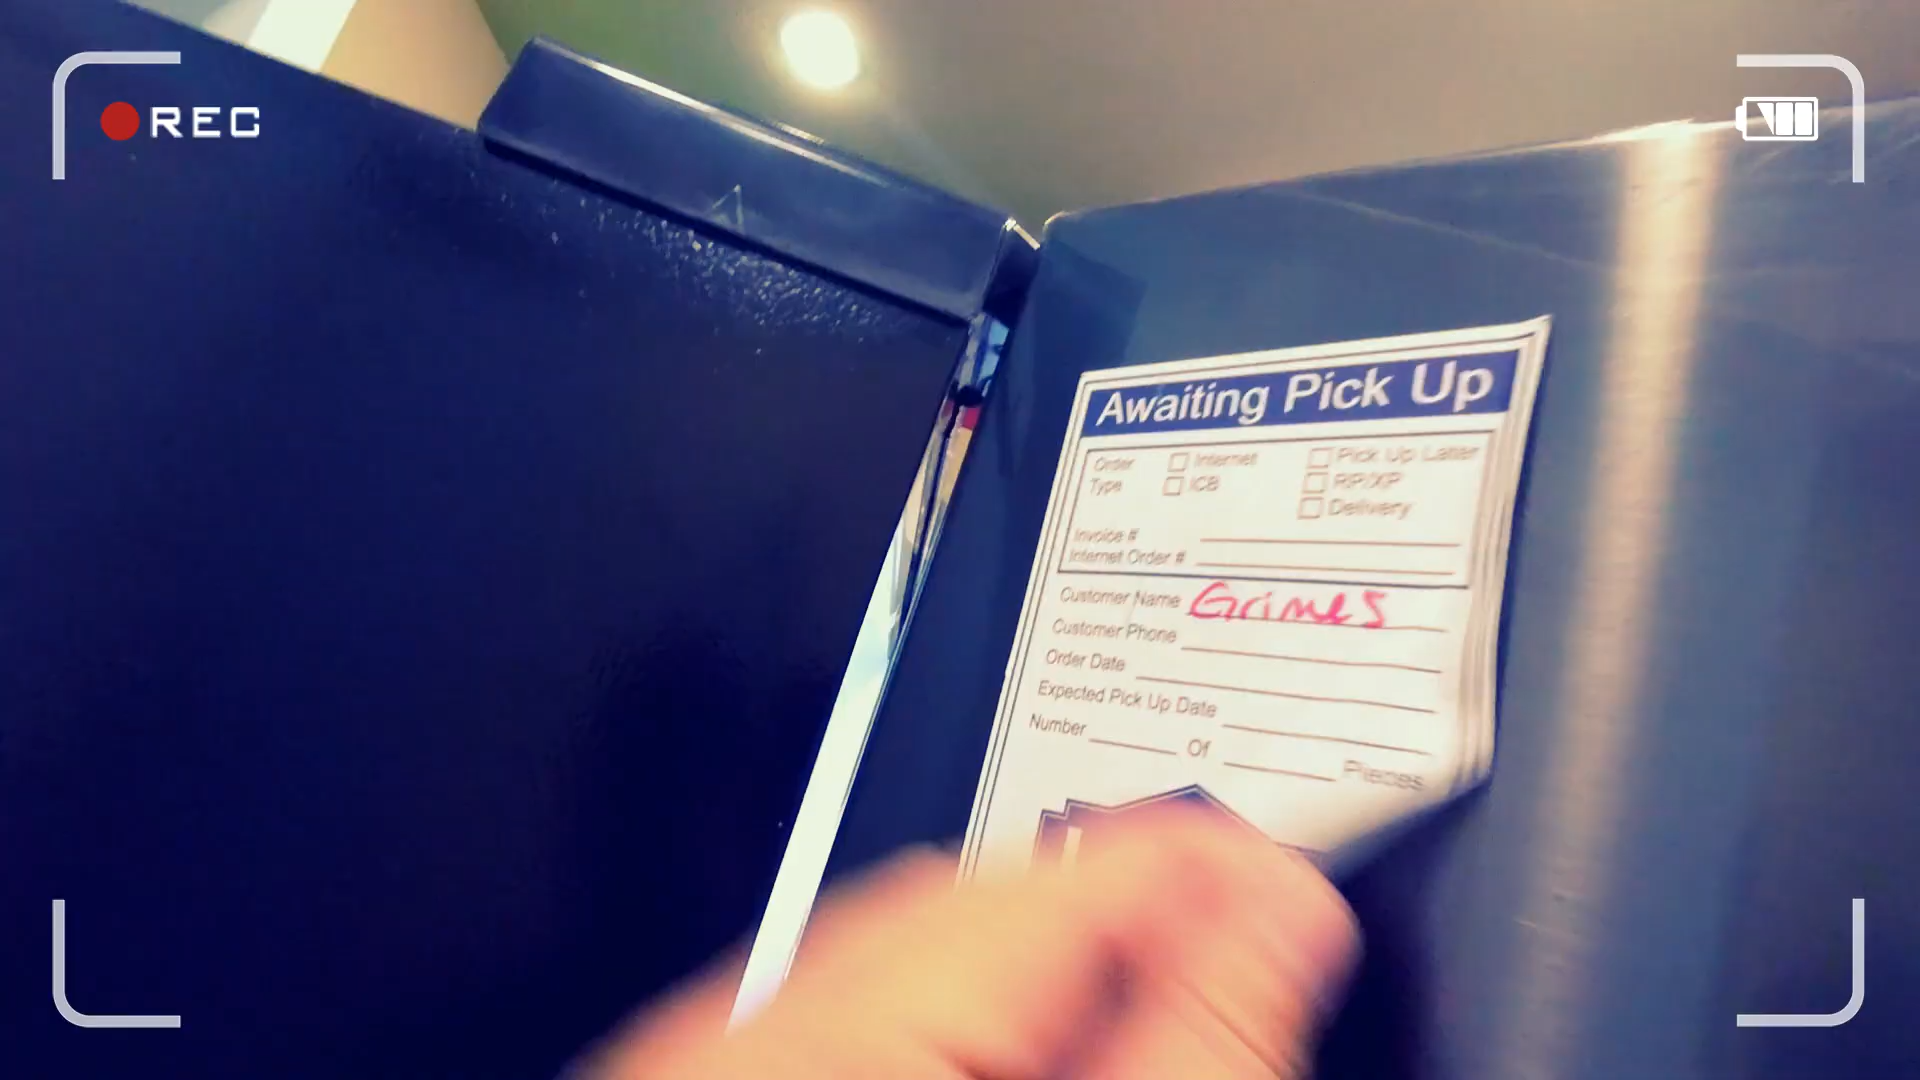 REC
Awaiting Pick Up
Order Type
☐ Internet
☐ ICB
☐ Pick Up Later
☐ RP/XP
☐ Delivery
Invoice #
Internet Order #
Customer Name Grimes
Customer Phone
Order Date
Expected Pick Up Date
Number Of Pieces